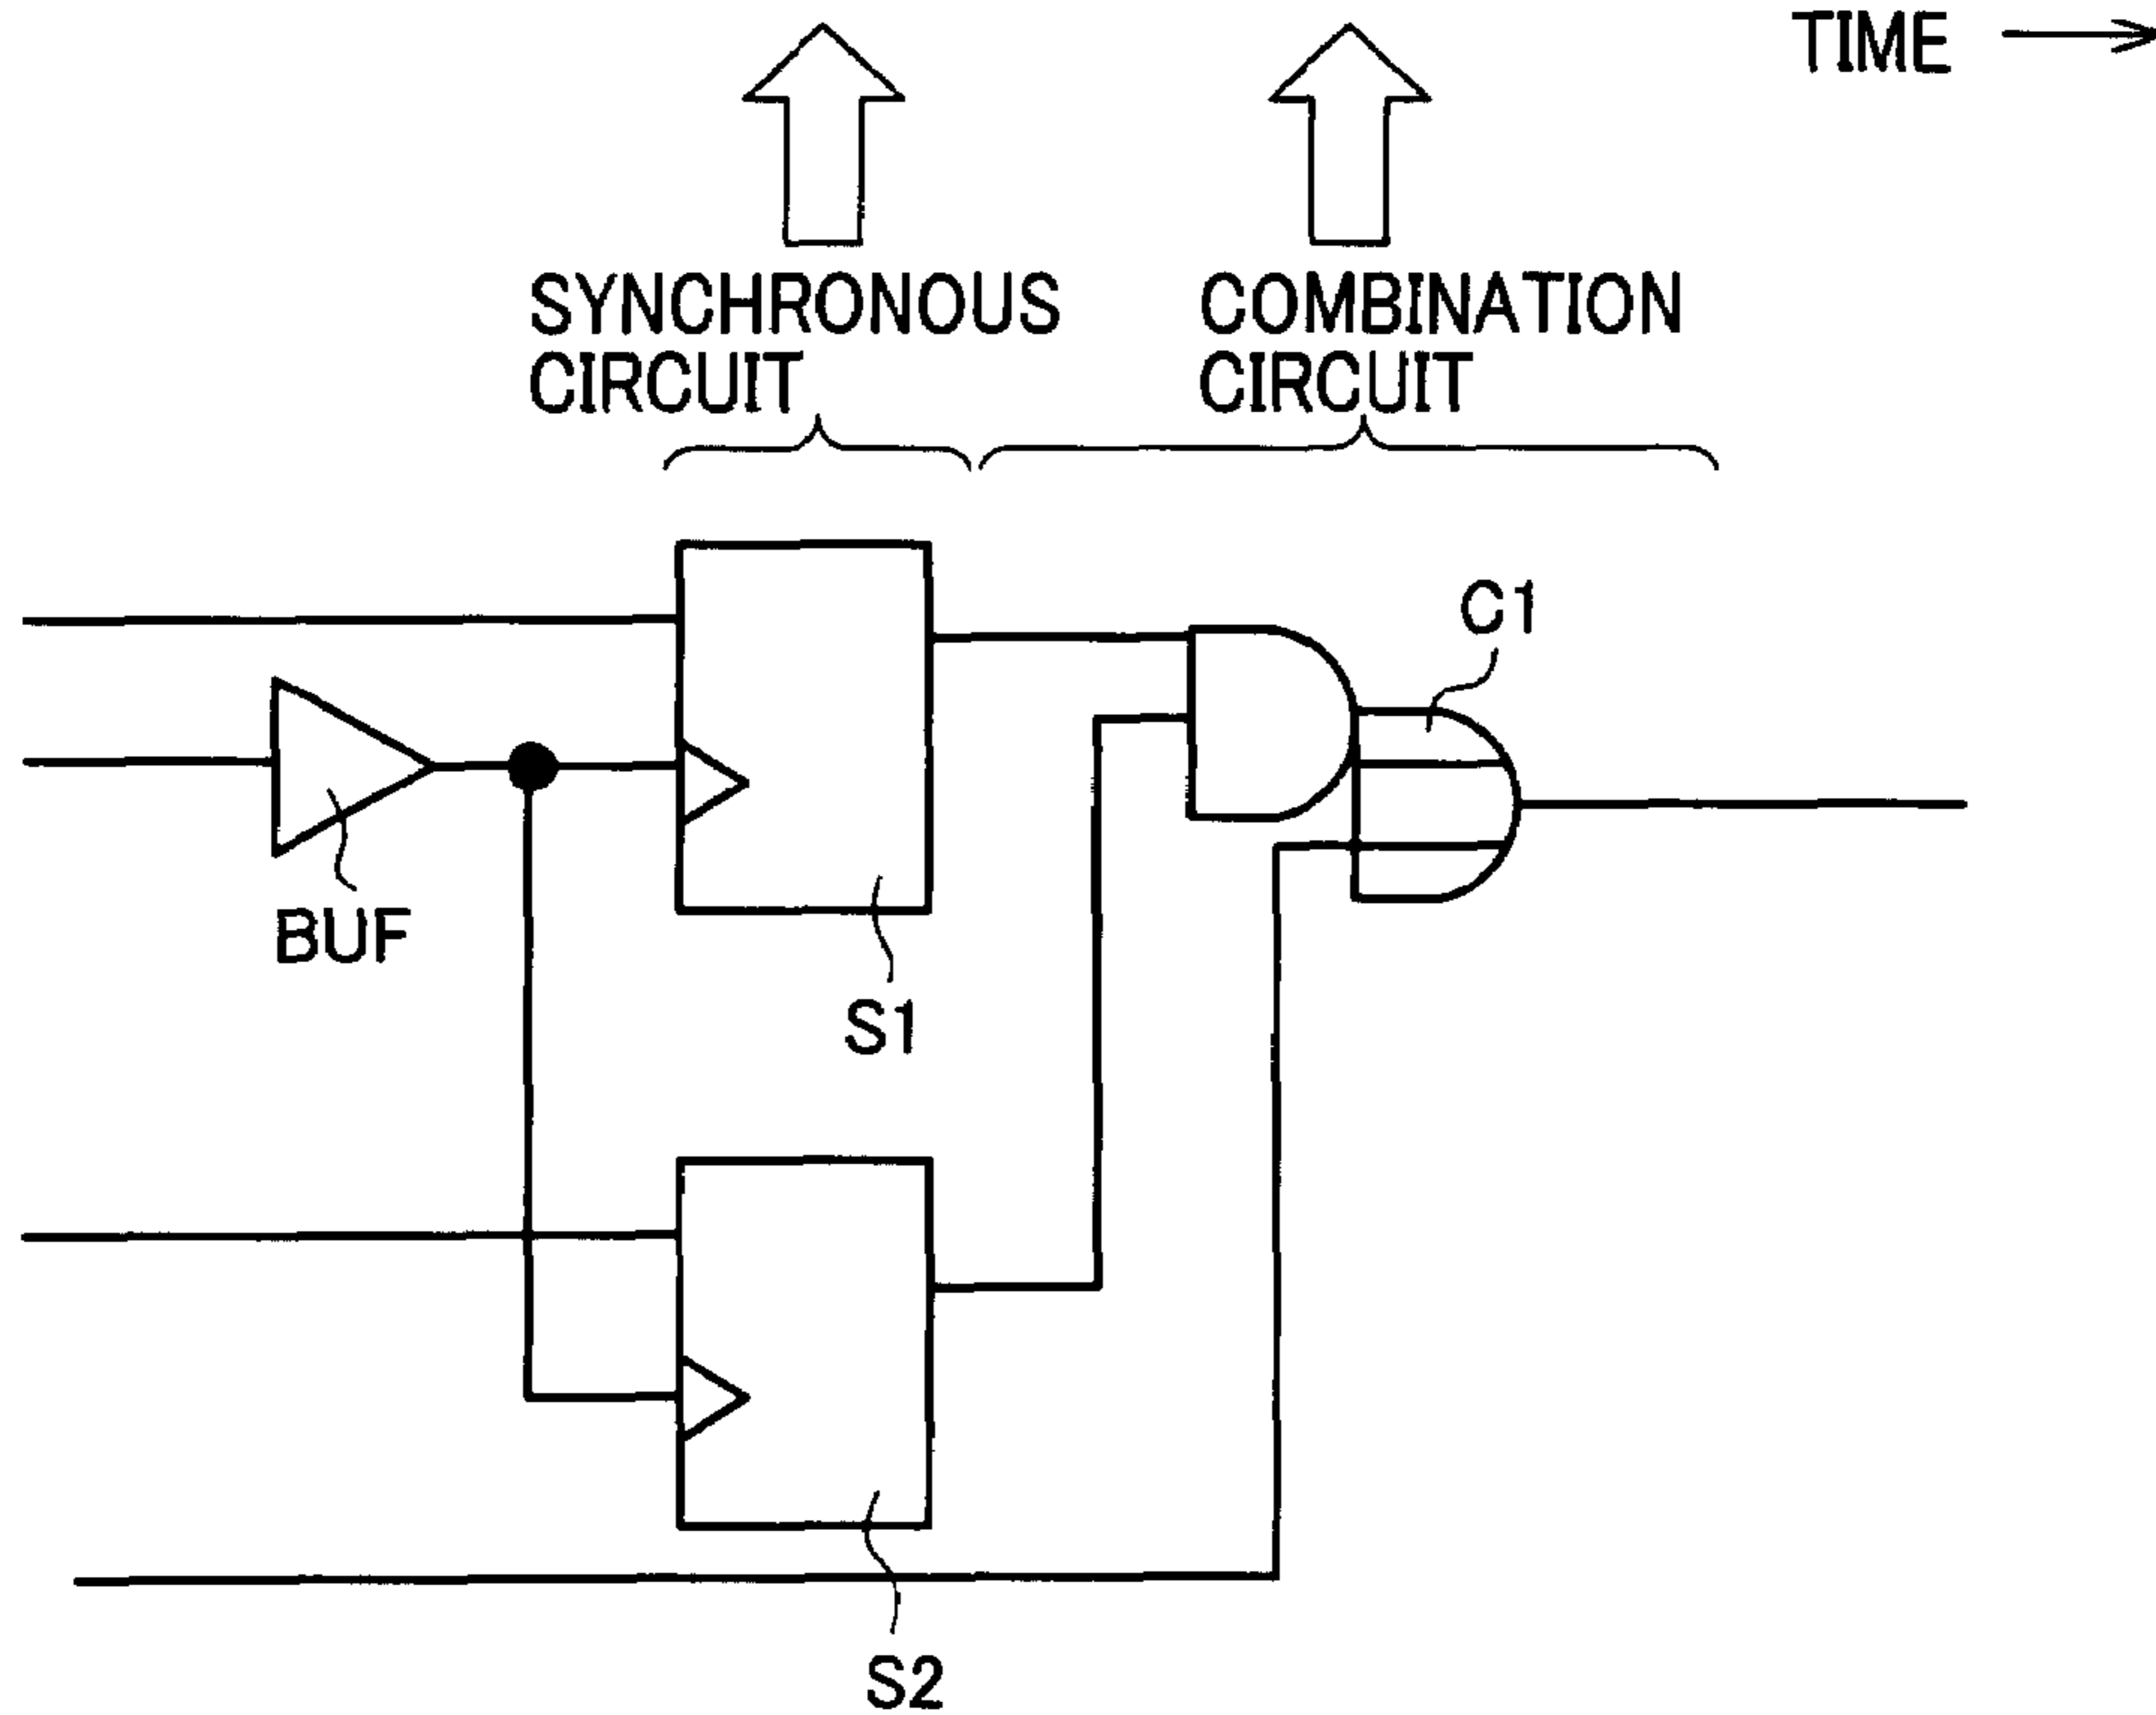 TIME
SYNCHRONOUS
CIRCUIT
COMBINATION
CIRCUIT
C1
BUF
S1
S2